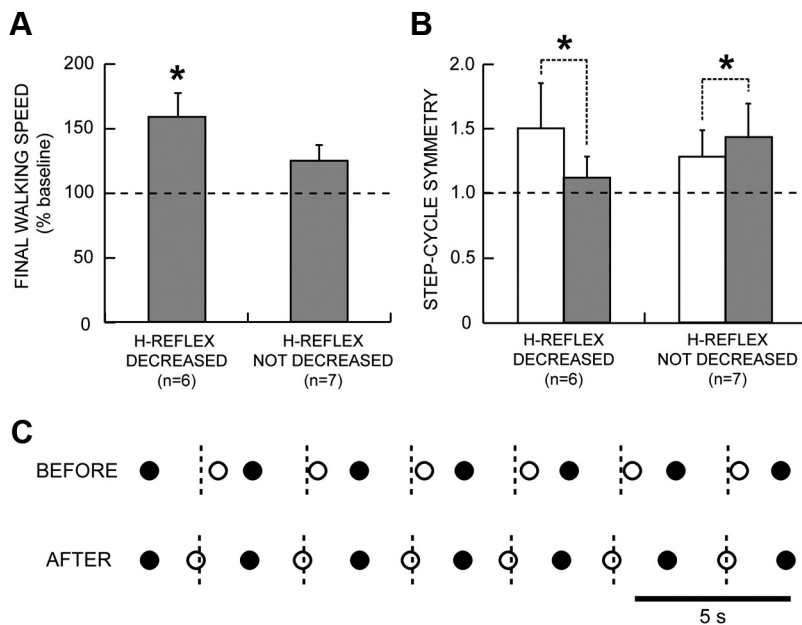 A
FINAL WALKING SPEED
(% baseline)
200
150
100
50
0
H-REFLEX
DECREASED
(n=6)
H-REFLEX
NOT DECREASED
(n=7)
*
B
STEP-CYCLE SYMMETRY
2.0
1.5
1.0
1.5
0
H-REFLEX
DECREASED
(n=6)
H-REFLEX
NOT DECREASED
(n=7)
*
*
C
BEFORE
AFTER
5 s